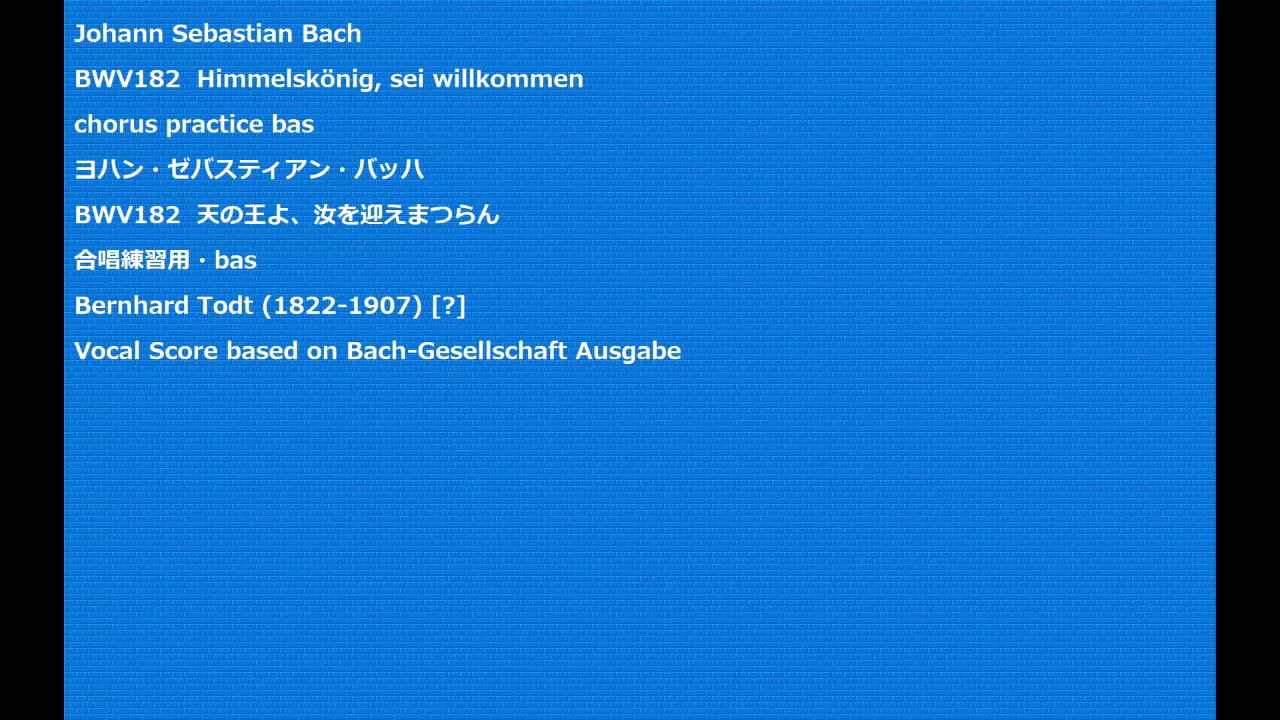 Johann Sebastian Bach
BWV182  Himmelskönig, sei willkommen
chorus practice bas
ヨハン・ゼバスティアン・バッハ
BWV182  天の王よ、汝を迎えまつらん
合唱練習用・bas
Bernhard Todt (1822-1907) [?]
Vocal Score based on Bach-Gesellschaft Ausgabe